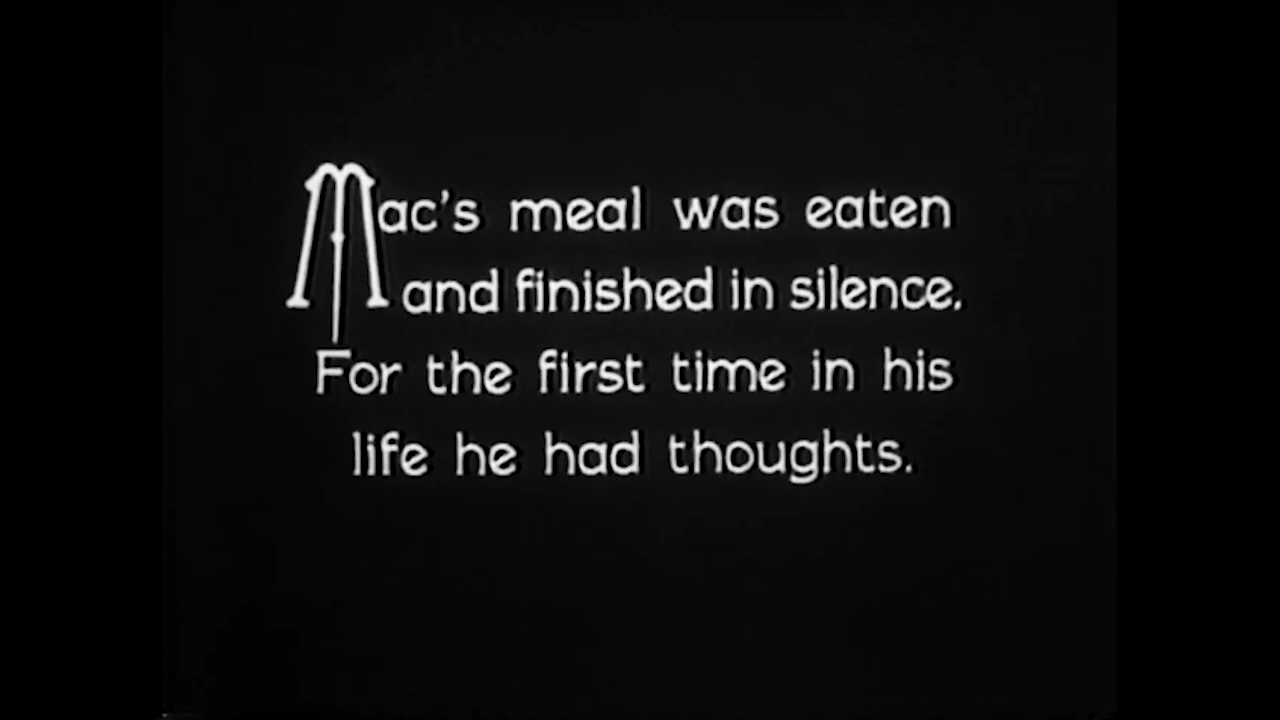 Mac's meal was eaten
and finished in silence.
For the first time in his
life he had thoughts.